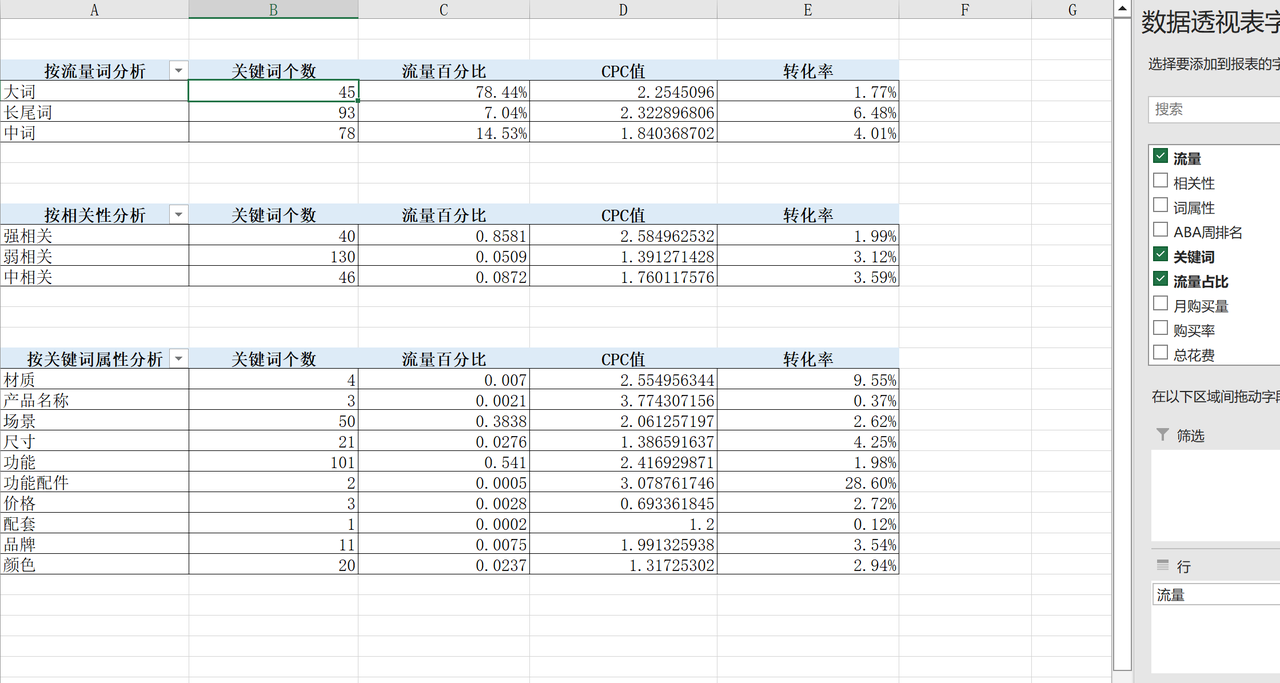 A B C D E F G
数据透视表字
选择要添加到报表的字
搜索
按流量词分析 关键词个数 流量百分比 CPC值 转化率
大词 45 78.44% 2.2545096 1.77%
长尾词 93 7.04% 2.322896806 6.48%
中词 78 14.53% 1.840368702 4.01%
按相关性分析 关键词个数 流量百分比 CPC值 转化率
强相关 40 0.8581 2.584962532 1.99%
弱相关 130 0.0509 1.391271428 3.12%
中相关 46 0.0872 1.760117576 3.59%
按关键词属性分析 关键词个数 流量百分比 CPC值 转化率
材质 4 0.007 2.554956344 9.55%
产品名称 3 0.0021 3.774307156 0.37%
场景 50 0.3838 2.061257197 2.62%
尺寸 21 0.0276 1.386591637 4.25%
功能 101 0.541 2.416929871 1.98%
功能配件 2 0.0005 3.078761746 28.60%
价格 3 0.0028 0.693361845 2.72%
配套 1 0.0002 1.2 0.12%
品牌 11 0.0075 1.991325938 3.54%
颜色 20 0.0237 1.31725302 2.94%
流量
相关性
词属性
ABA周排名
关键词
流量占比
月购买量
购买率
总花费
在以下区域间拖动字段
筛选
行
流量